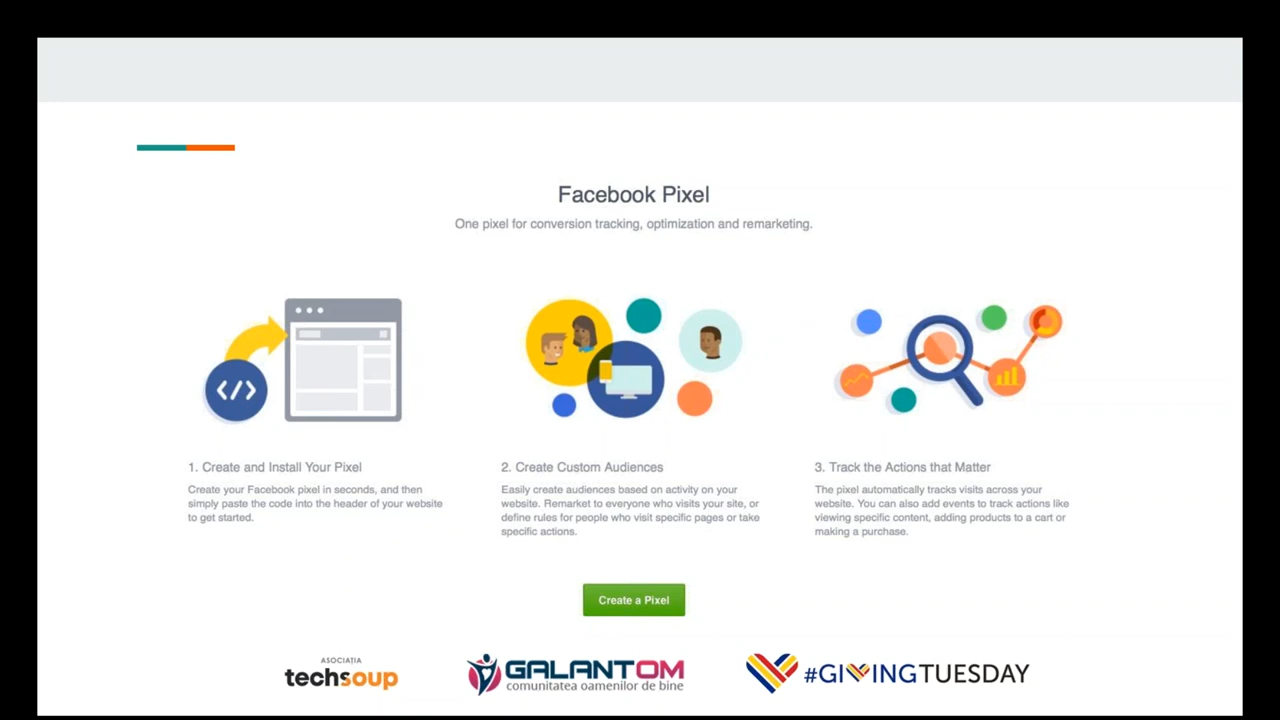 Facebook Pixel
One pixel for conversion tracking, optimization and remarketing.
1. Create and Install Your Pixel
Create your Facebook pixel in seconds, and then
simply paste the code into the header of your website
to get started.
2. Create Custom Audiences
Easily create audiences based on activity on your
website. Remarket to everyone who visits your site, or
define rules for people who visit specific pages or take
specific actions.
3. Track the Actions that Matter
The pixel automatically tracks visits across your
website. You can also add events to track actions like
viewing specific content, adding products to a cart or
making a purchase.
Create a Pixel
ASOCIAȚIA
techsoup
GALANTOM
comunitatea oamenilor de bine
#GIVINGTUESDAY